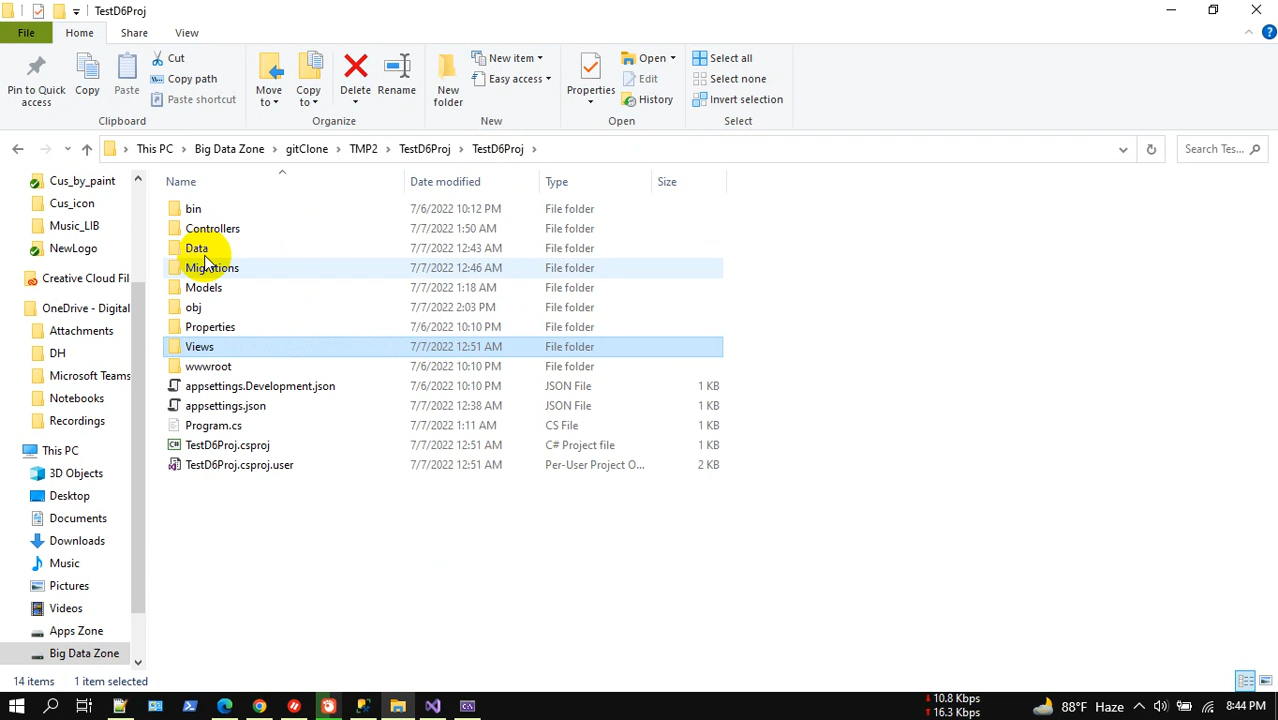 TestD6Proj
File Home Share View
Pin to Quick access
Copy
Paste
Cut
Copy path
Paste shortcut
Clipboard
Move to
Copy to
Delete
Rename
Organize
New folder
New item
Easy access
New
Properties
Open
Edit
History
Open
Select all
Select none
Invert selection
Select
This PC Big Data Zone gitClone TMP2 TestD6Proj TestD6Proj
Search Tes...
Cus_by_paint
Cus_icon
Music_LIB
NewLogo
Creative Cloud Fil
OneDrive - Digital
Attachments
DH
Microsoft Teams
Notebooks
Recordings
This PC
3D Objects
Desktop
Documents
Downloads
Music
Pictures
Videos
Apps Zone
Big Data Zone
Name Date modified Type Size
bin 7/6/2022 10:12 PM File folder
Controllers 7/7/2022 1:50 AM File folder
Data 7/7/2022 12:43 AM File folder
Migrations 7/7/2022 12:46 AM File folder
Models 7/7/2022 1:18 AM File folder
obj 7/7/2022 2:03 PM File folder
Properties 7/6/2022 10:10 PM File folder
Views 7/7/2022 12:51 AM File folder
wwwroot 7/6/2022 10:10 PM File folder
appsettings.Development.json 7/6/2022 10:10 PM JSON File 1 KB
appsettings.json 7/7/2022 12:38 AM JSON File 1 KB
Program.cs 7/7/2022 1:11 AM CS File 1 KB
TestD6Proj.csproj 7/7/2022 12:51 AM C# Project file 1 KB
TestD6Proj.csproj.user 7/7/2022 12:51 AM Per-User Project O... 2 KB
14 items 1 item selected
10.8 Kbps
16.3 Kbps
88°F Haze
8:44 PM